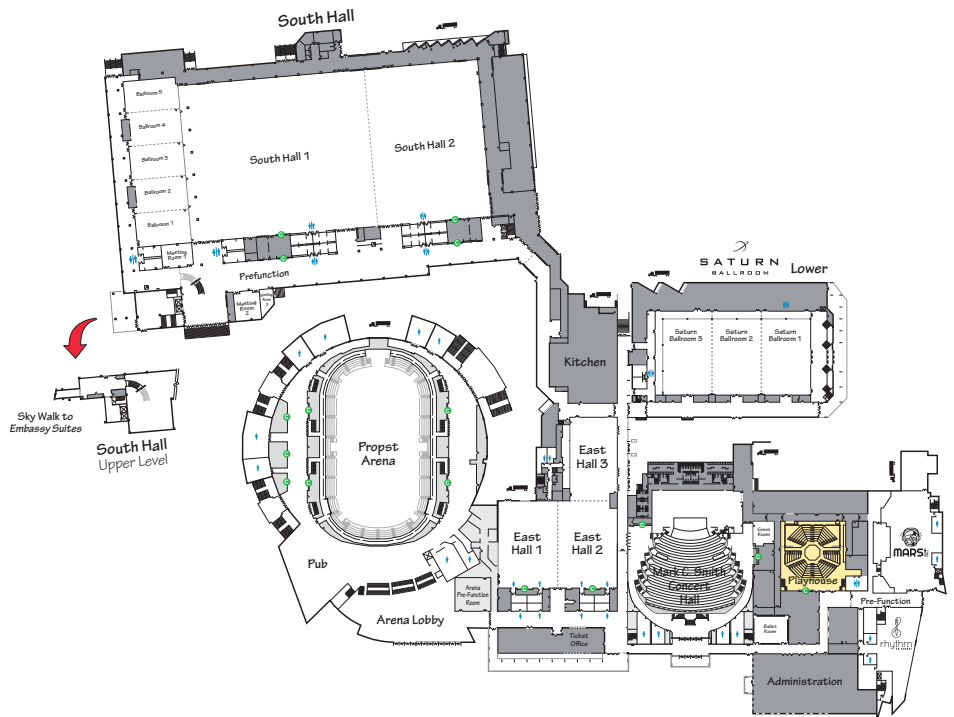 South Hall
Ballroom 5
Ballroom 4
Ballroom 3
Ballroom 2
Ballroom 1
South Hall 1
South Hall 2
Meeting
Room 1
Prefunction
Meeting
Room 2
Meeting
Room 3
SATURN
BALLROOM
Lower
Saturn
Ballroom 3
Saturn
Ballroom 2
Saturn
Ballroom 1
Kitchen
Sky Walk to
Embassy Suites
South Hall
Upper Level
Propst
Arena
East
Hall 3
East
Hall 1
East
Hall 2
Green
Room
Mark C. Smith
Concert
Hall
Playhouse
MARS
Pub
Arena
Pre-Function
Room
Pre-Function
Arena Lobby
Ticket
Office
Ballet
Room
rhythm
Administration